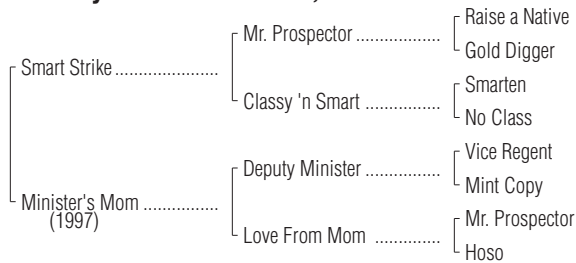 Raise a Native
Mr. Prospector ..................
Gold Digger
Smart Strike ......................
Smarten
Classy 'n Smart ................
No Class
Vice Regent
Deputy Minister ................
Mint Copy
Minister's Mom ................
(1997)
Mr. Prospector
Love From Mom ..............
Hoso